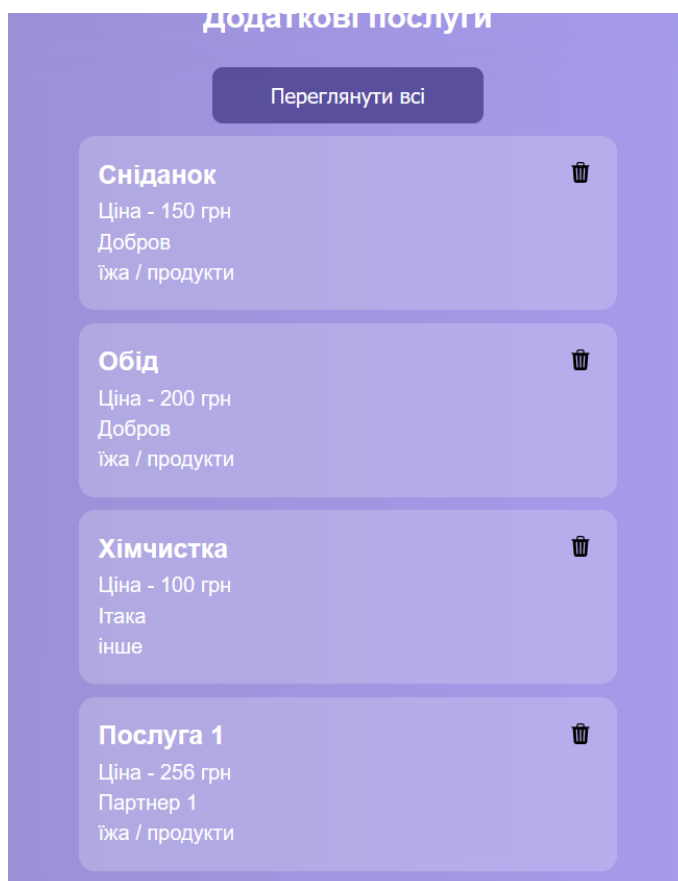 Додаткові послуги
Переглянути всі
Сніданок
Ціна - 150 грн
Добров
їжа / продукти
Обід
Ціна - 200 грн
Добров
їжа / продукти
Хімчистка
Ціна - 100 грн
Ітака
інше
Послуга 1
Ціна - 256 грн
Партнер 1
їжа / продукти